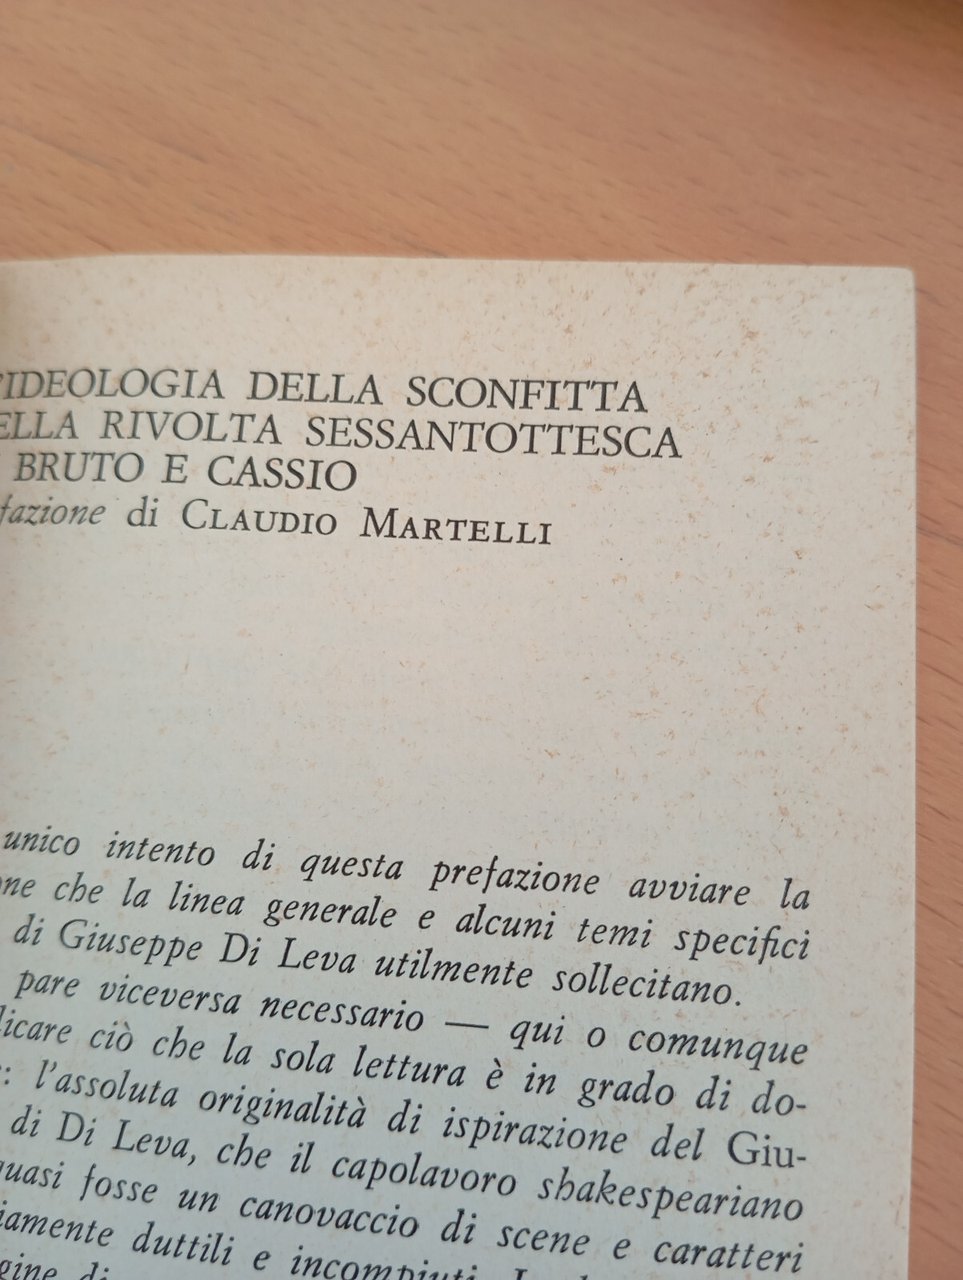 'IDEOLOGIA DELLA SCONFITTA
ELLA RIVOLTA SESSANTOTTESCA
BRUTO E CASSIO
fazione di CLAUDIO MARTELLI
unico intento di questa prefazione avviare la
ne che la linea generale e alcuni temi specifici
di Giuseppe Di Leva utilmente sollecitano.
pare viceversa necessario — qui o comunque
licare ciò che la sola lettura è in grado di do-
: l'assoluta originalità di ispirazione del Giu-
di Di Leva, che il capolavoro shakespeariano
quasi fosse un canovaccio di scene e caratteri
iamente duttili e incompiuti.
gine di